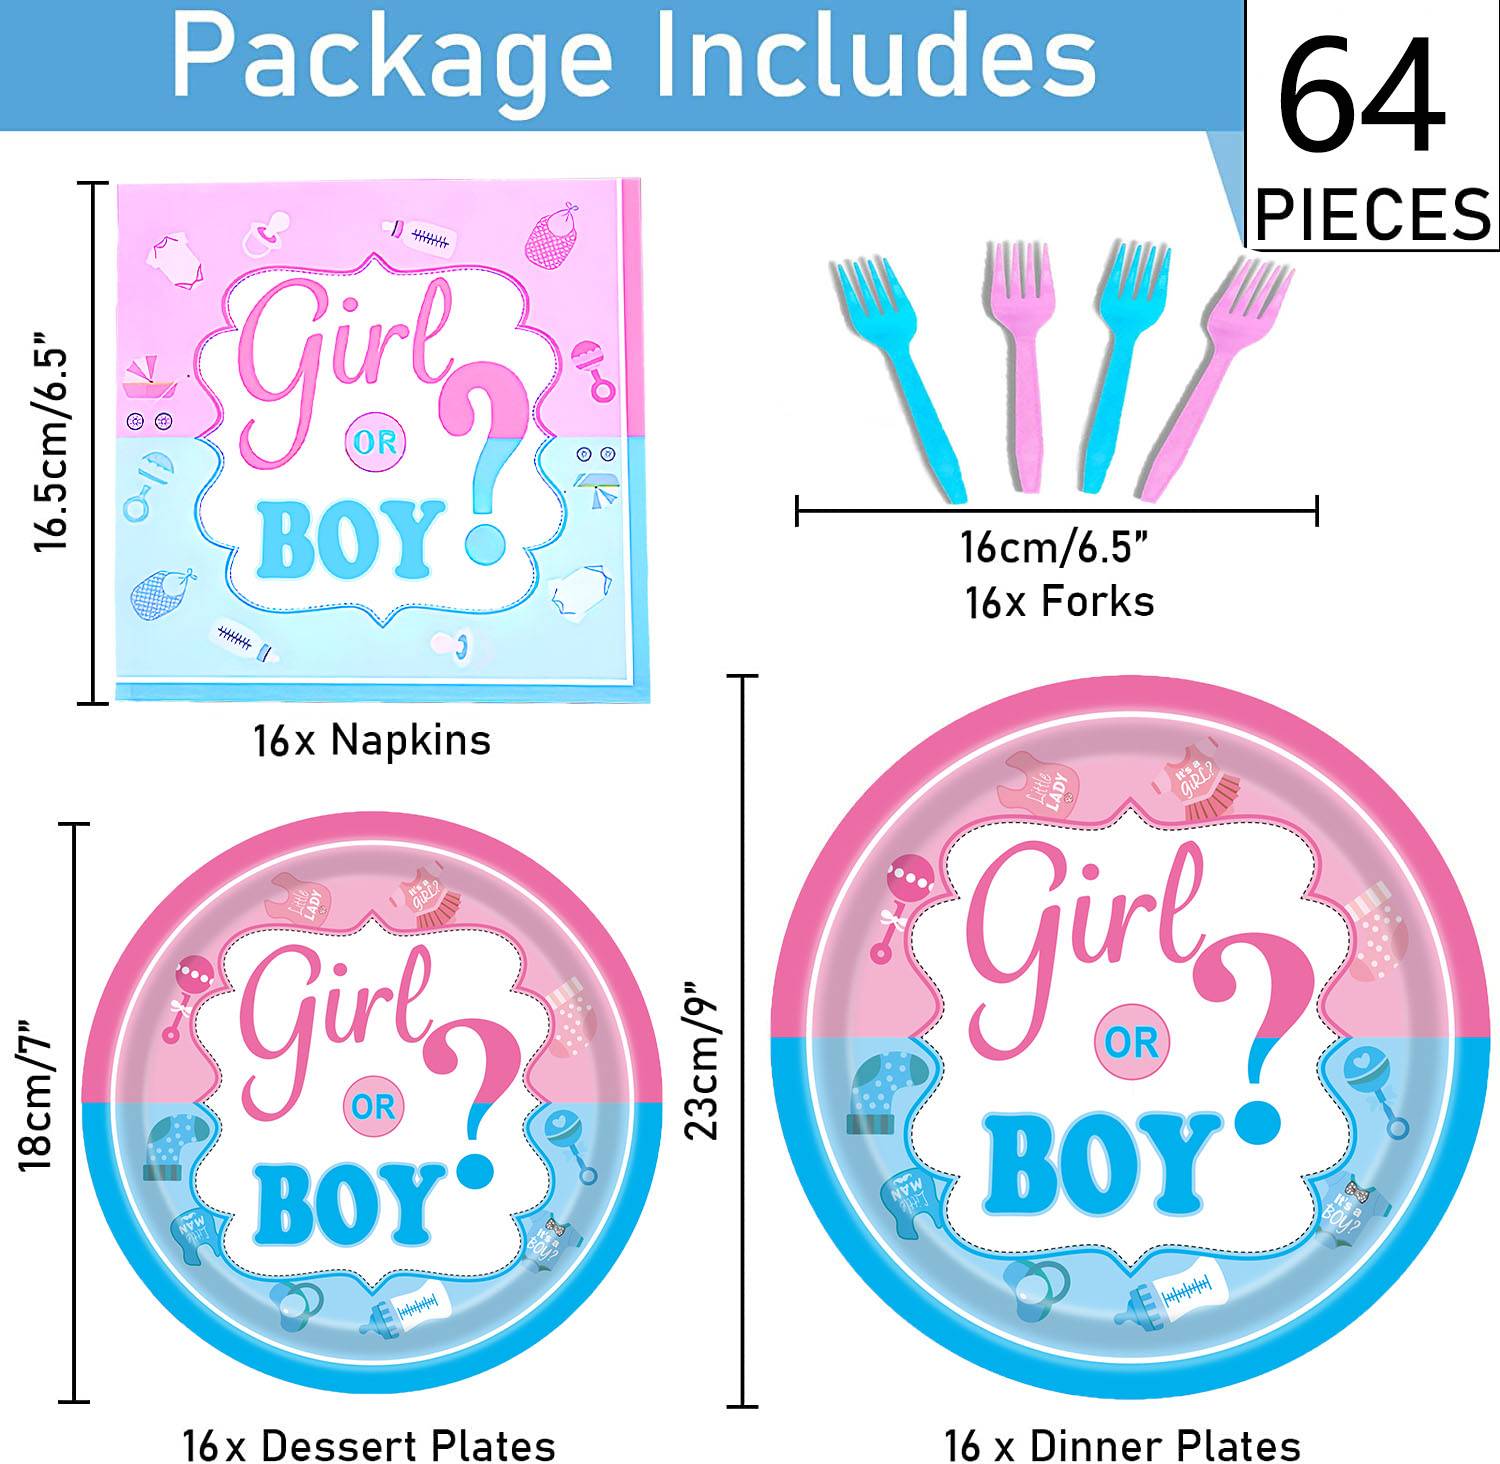 Package Includes
64
PIECES
16.5cm/6.5”
Girl
OR
BOY
?
16x Napkins
16cm/6.5”
16x Forks
18cm/7”
Little
LADY
It's a
GiRL?
Girl
OR
BOY
?
Little
MAN
It's a
BOY?
16x Dessert Plates
23cm/9”
Little
LADY
It's a
GiRL?
Girl
OR
BOY
?
Little
MAN
It's a
BOY?
16 x Dinner Plates